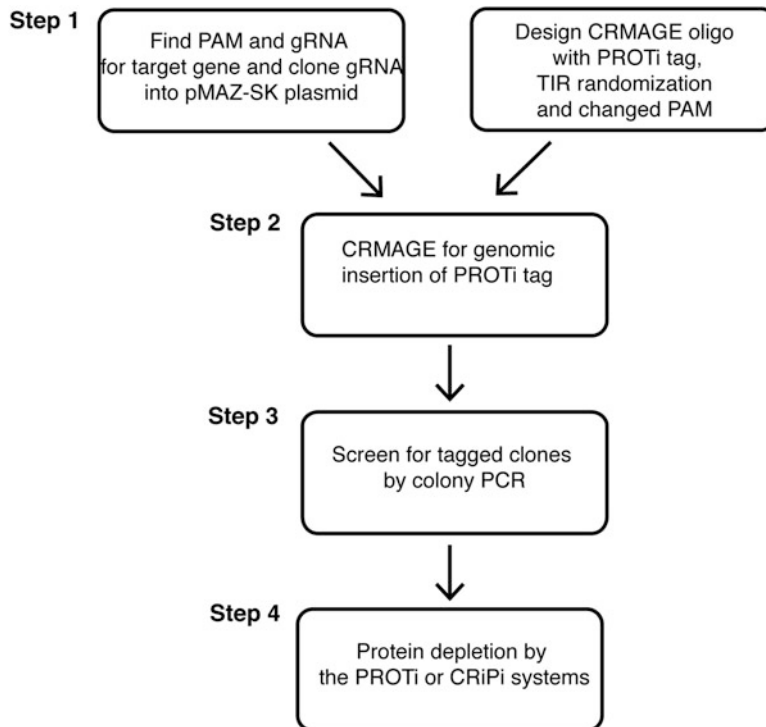 Step 1
Find PAM and gRNA
for target gene and clone gRNA
into pMAZ-SK plasmid
Design CRMAGE oligo
with PROTi tag,
TIR randomization
and changed PAM
Step 2
CRMAGE for genomic
insertion of PROTi tag
Step 3
Screen for tagged clones
by colony PCR
Step 4
Protein depletion by
the PROTi or CRiPi systems